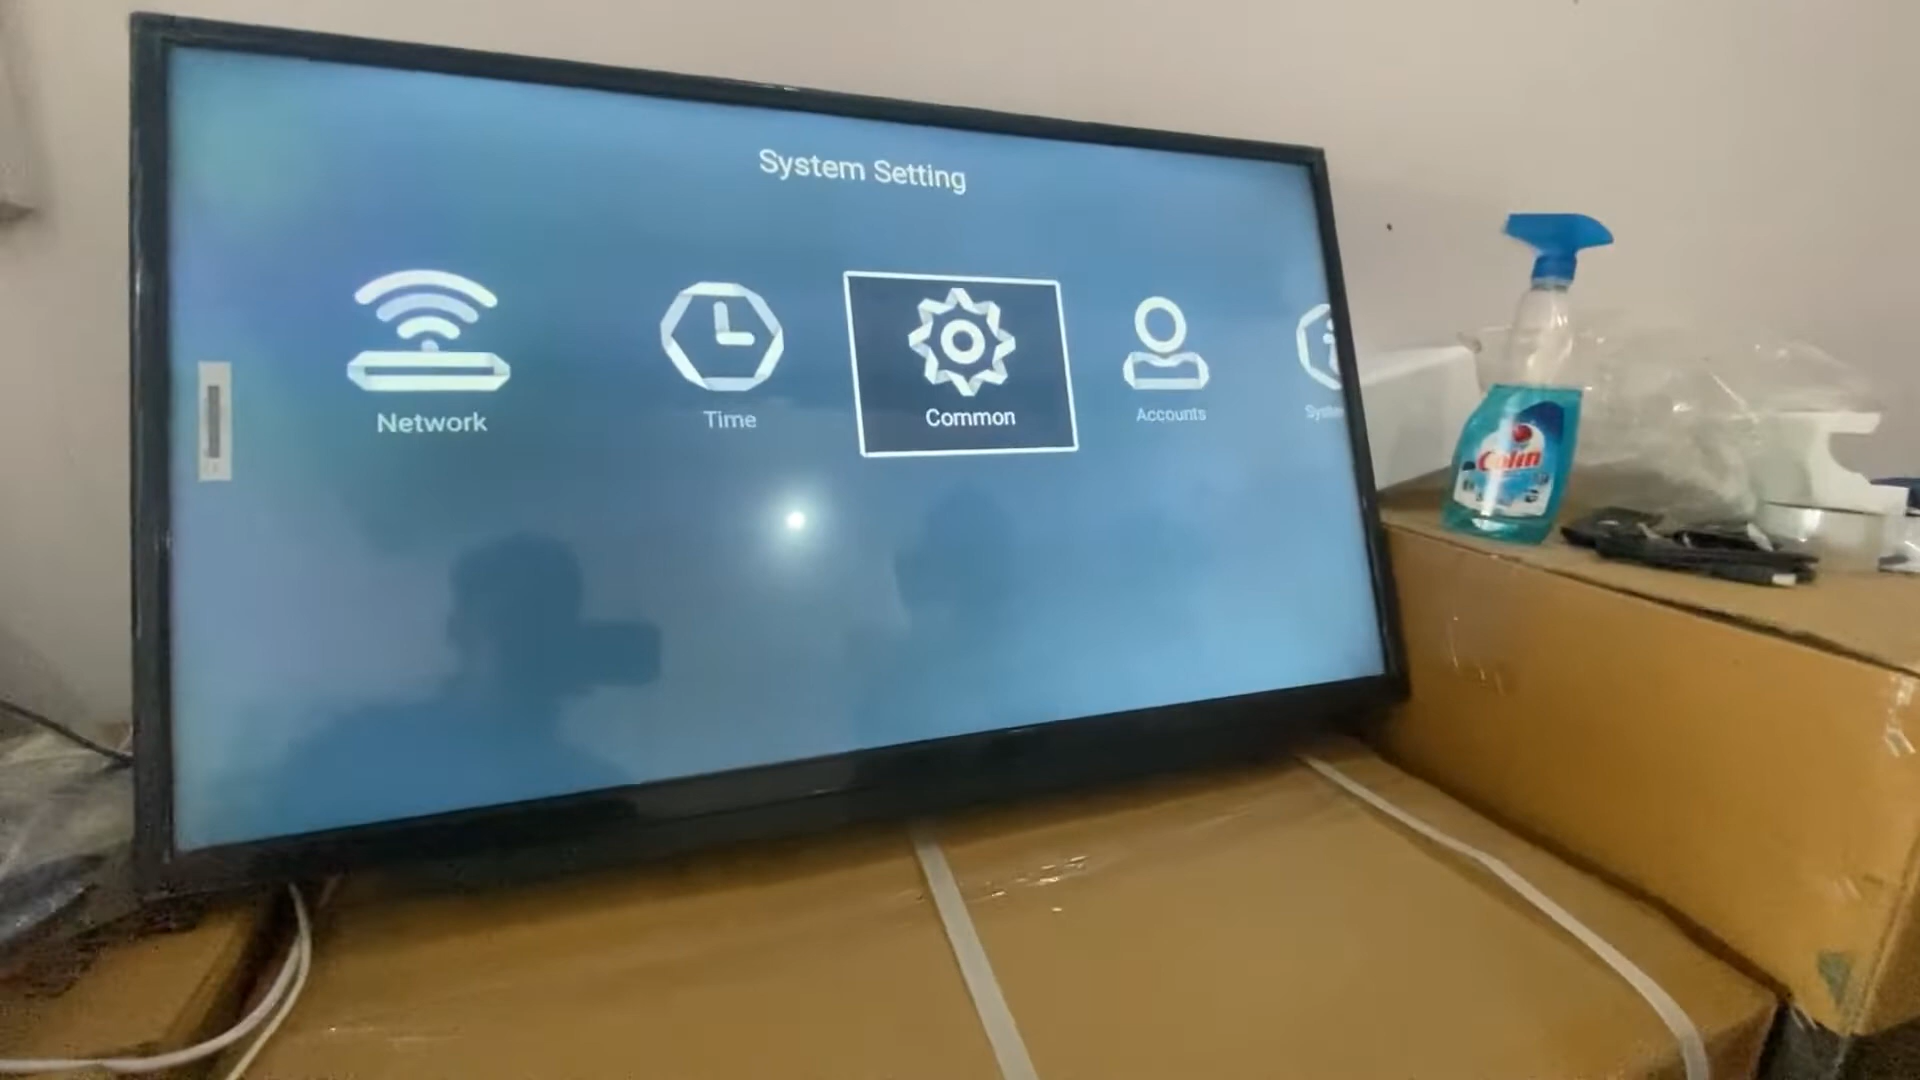 System Setting
Network
Time
Common
Accounts
Colin